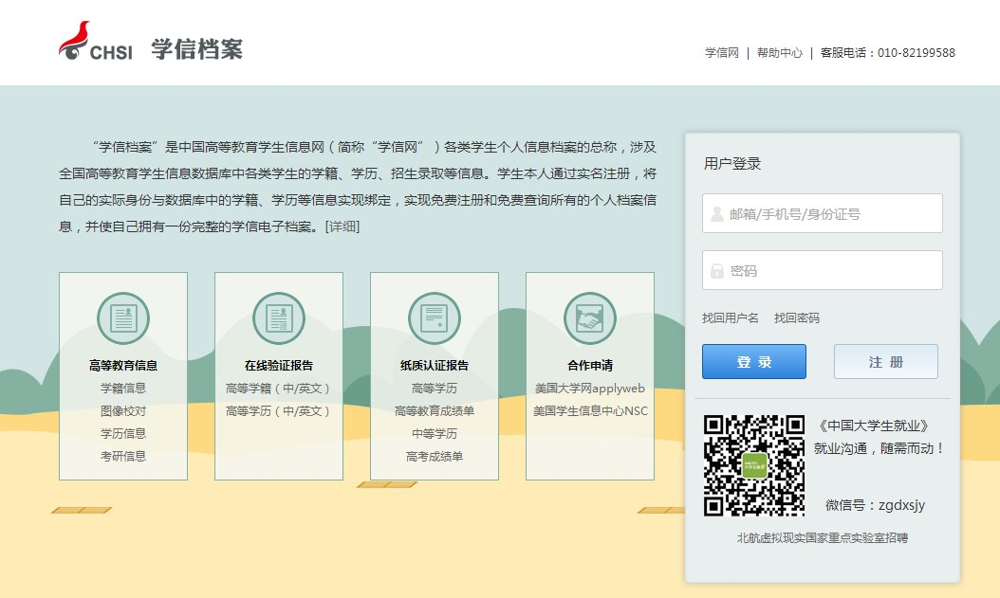 CHSI 学信档案
学信网 | 帮助中心 | 客服电话：010-82199588
“学信档案”是中国高等教育学生信息网（简称“学信网”）各类学生个人信息档案的总称，涉及
全国高等教育学生信息数据库中各类学生的学籍、学历、招生录取等信息。学生本人通过实名注册，将
自己的实际身份与数据库中的学籍、学历等信息实现绑定，实现免费注册和免费查询所有的个人档案信
息，并使自己拥有一份完整的学信电子档案。[详细]
高等教育信息
学籍信息
图像校对
学历信息
考研信息
在线验证报告
高等学籍（中/英文）
高等学历（中/英文）
纸质认证报告
高等学历
高等教育成绩单
中等学历
高考成绩单
合作申请
美国大学网applyweb
美国学生信息中心NSC
用户登录
邮箱/手机号/身份证号
密码
找回用户名 找回密码
登 录 注 册
《中国大学生就业》
就业沟通，随需而动！
微信号：zgdxsjy
北航虚拟现实国家重点实验室招聘